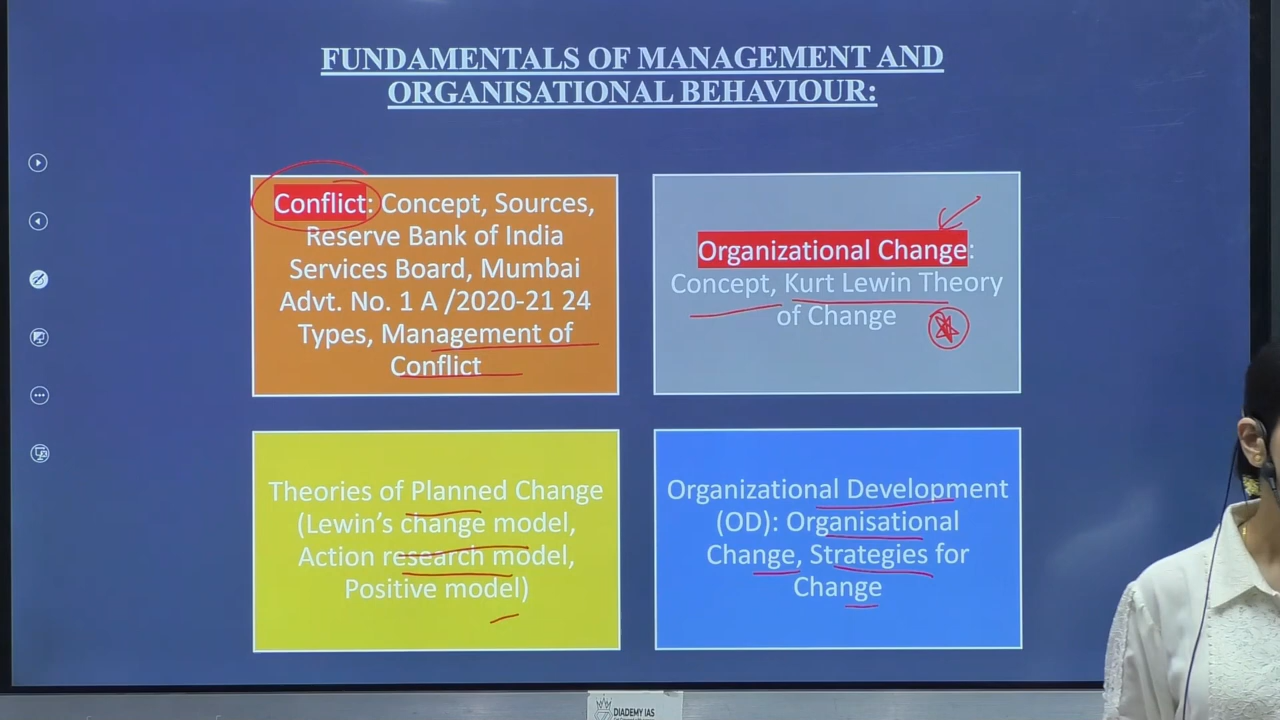 FUNDAMENTALS OF MANAGEMENT AND
ORGANISATIONAL BEHAVIOUR:
Conflict: Concept, Sources,
Reserve Bank of India
Services Board, Mumbai
Advt. No. 1 A /2020-21 24
Types, Management of
Conflict
Organizational Change:
Concept, Kurt Lewin Theory
of Change
Theories of Planned Change
(Lewin's change model,
Action research model,
Positive model)
Organizational Development
(OD): Organisational
Change, Strategies for
Change
DIADEMY IAS